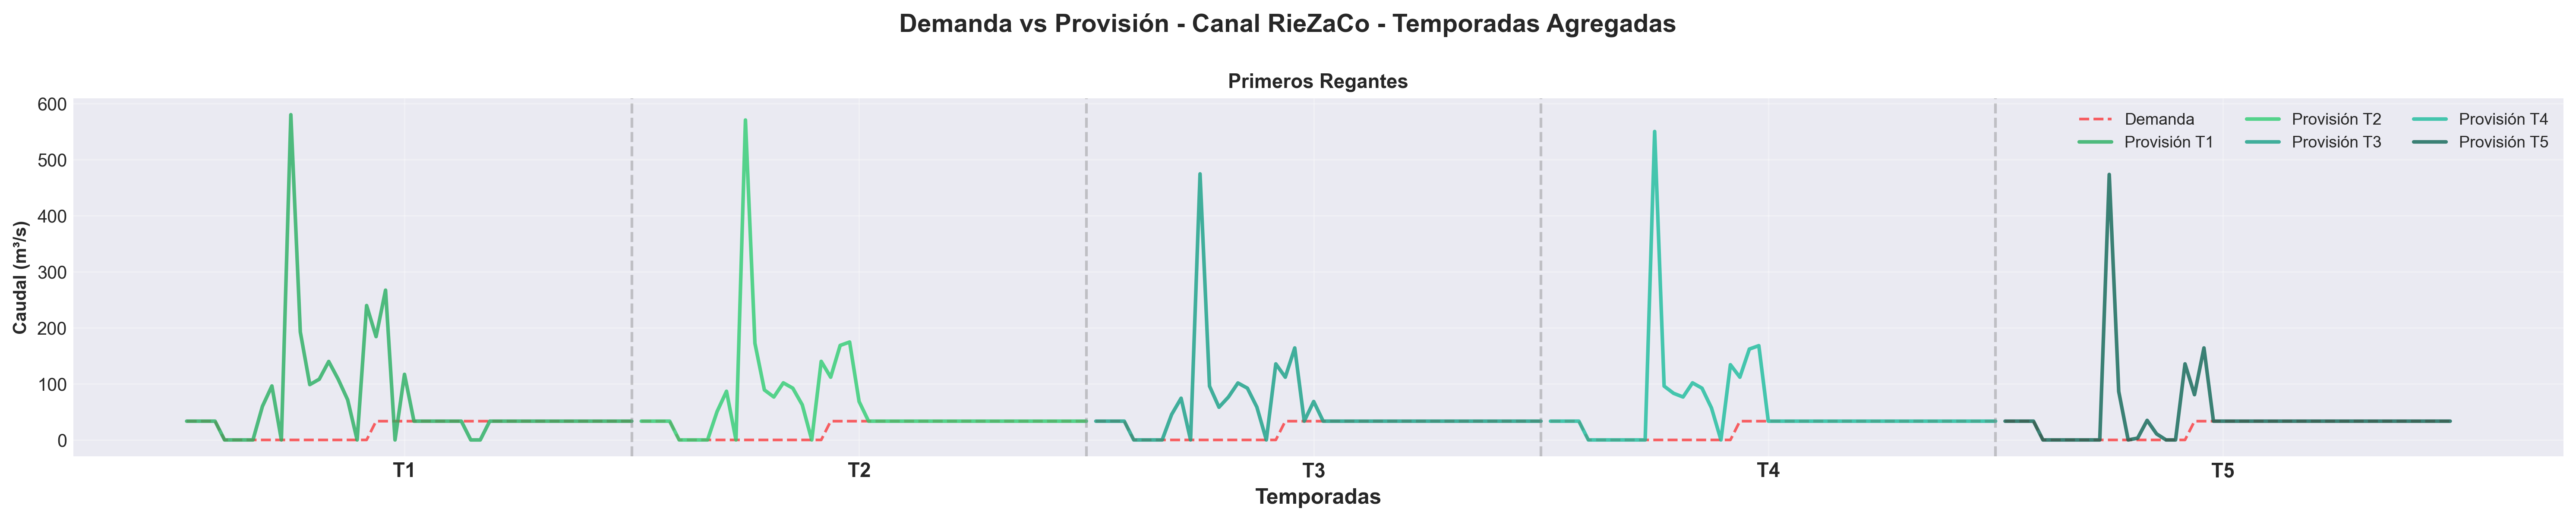 Demanda vs Provisión - Canal RieZaCo - Temporadas Agregadas
Primeros Regantes
Caudal (m³/s)
600
500
400
300
200
100
0
Demanda
Provisión T1
Provisión T2
Provisión T3
Provisión T4
Provisión T5
T1
T2
T3
T4
T5
Temporadas